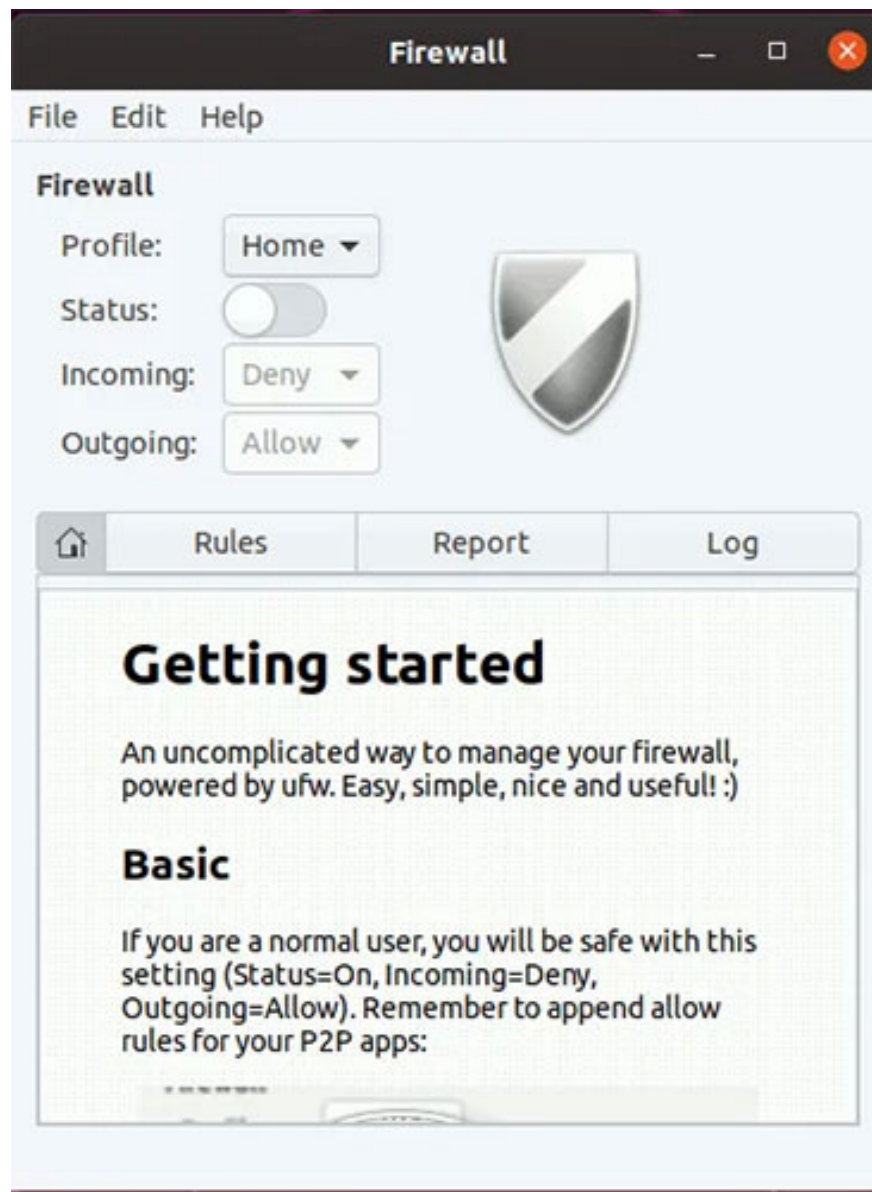 Firewall
File Edit Help
Firewall
Profile: Home
Status:
Incoming: Deny
Outgoing: Allow
Rules Report Log
Getting started
An uncomplicated way to manage your firewall,
powered by ufw. Easy, simple, nice and useful! :)
Basic
If you are a normal user, you will be safe with this
setting (Status=On, Incoming=Deny,
Outgoing=Allow). Remember to append allow
rules for your P2P apps: